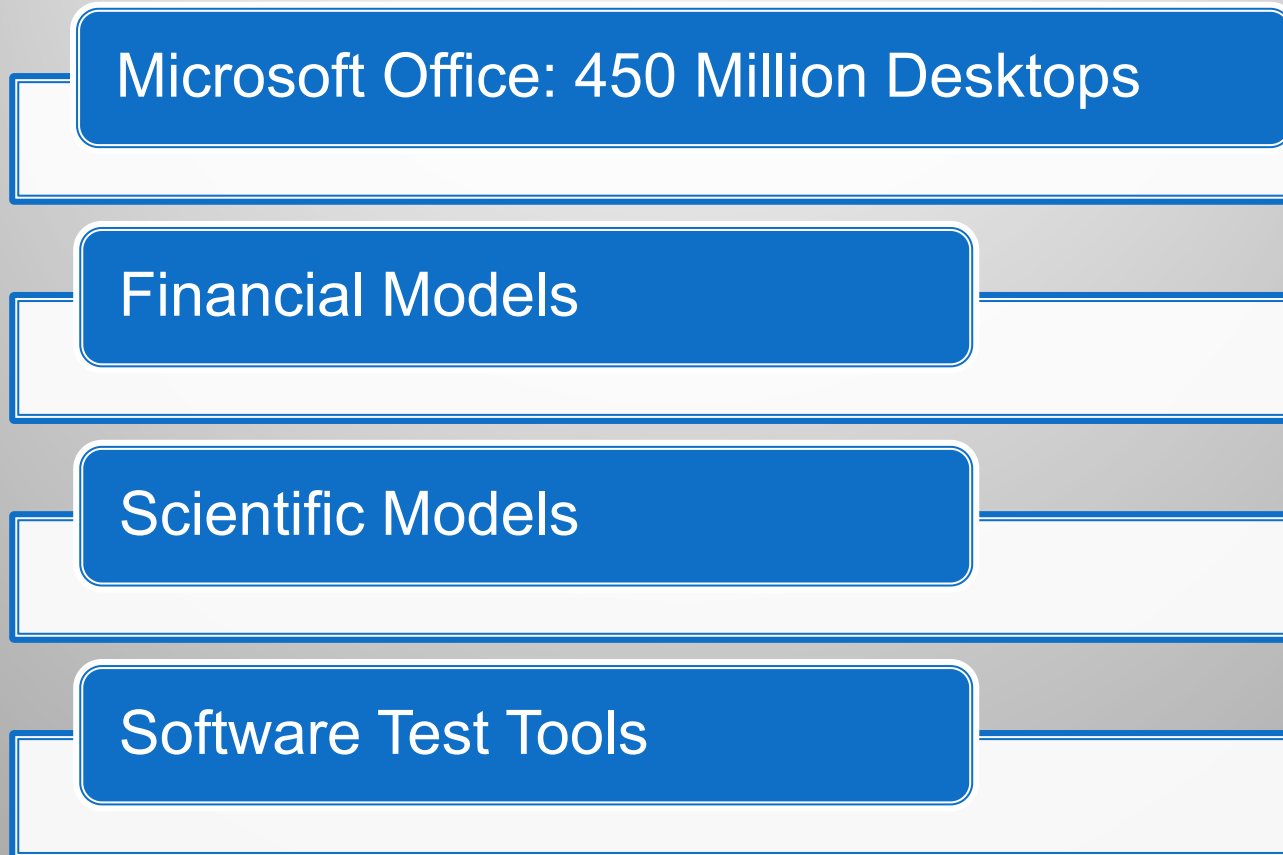 Microsoft Office: 450 Million Desktops
Financial Models
Scientific Models
Software Test Tools